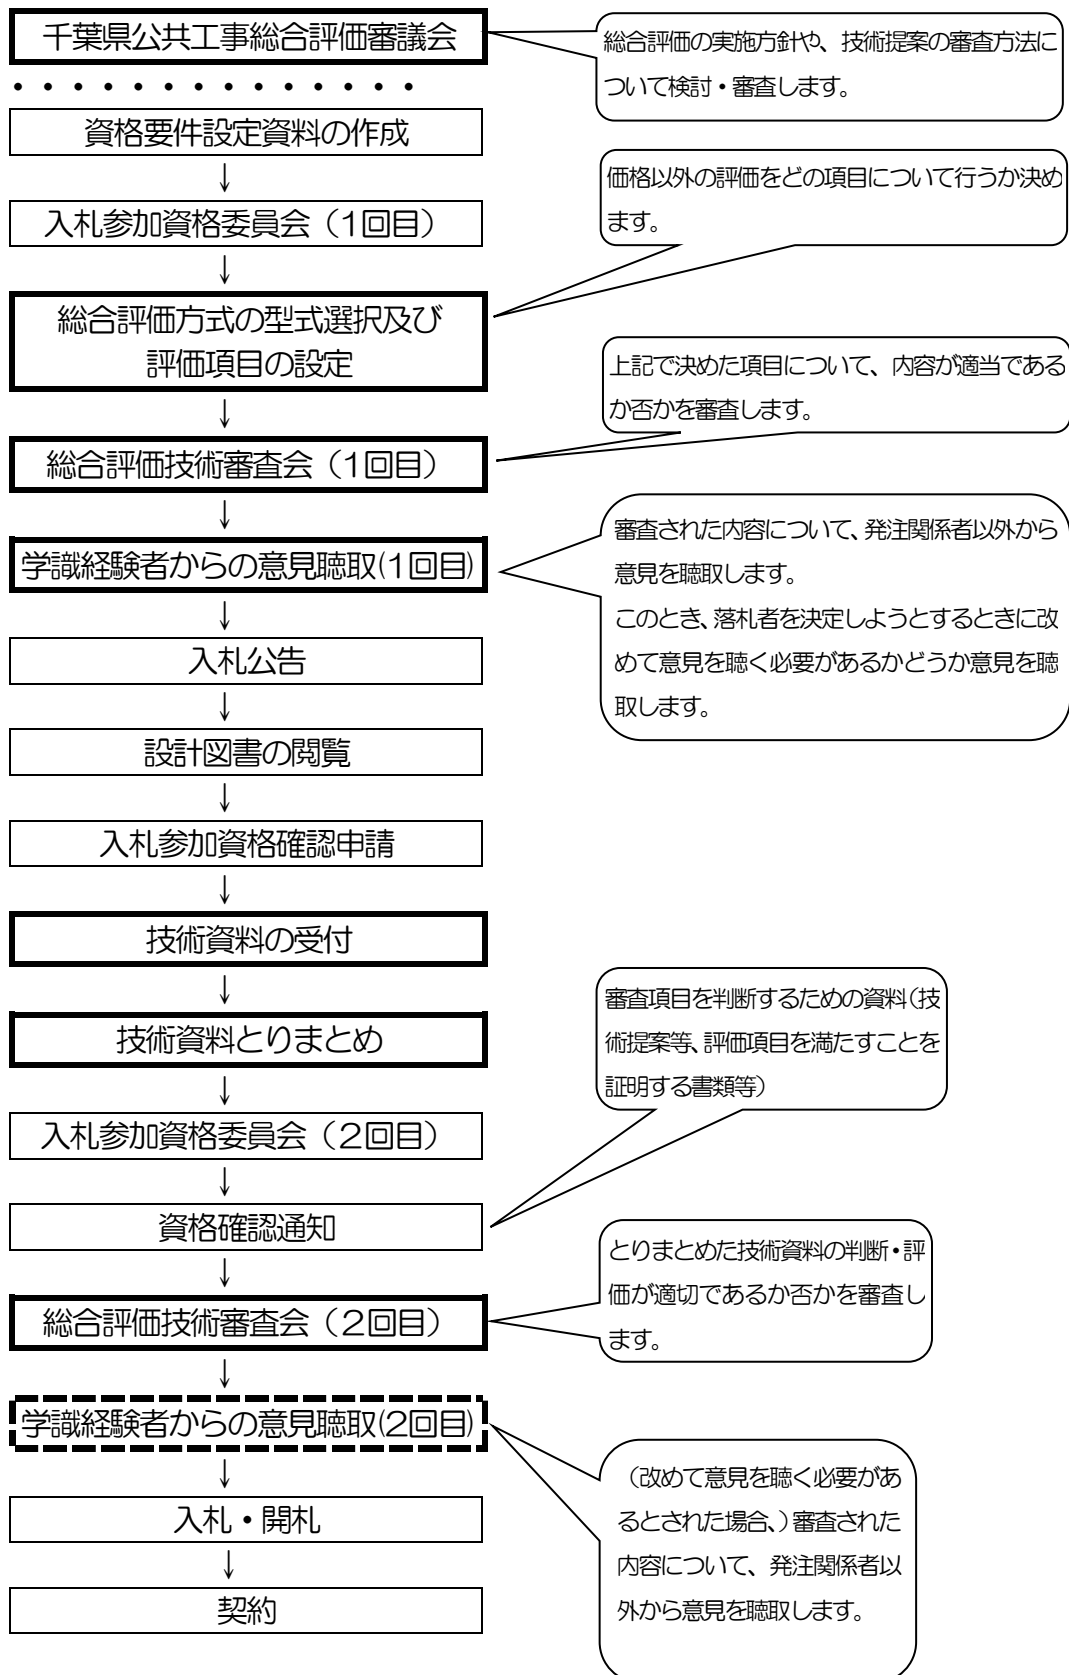 千葉県公共工事総合評価審議会
総合評価の実施方針や、技術提案の審査方法に
ついて検討・審査します。
・・・・・・・・・・・・・・
資格要件設定資料の作成
↓
価格以外の評価をどの項目について行うか決め
ます。
入札参加資格委員会（1回目）
↓
総合評価方式の型式選択及び
評価項目の設定
上記で決めた項目について、内容が適当である
か否かを審査します。
↓
総合評価技術審査会（1回目）
↓
学識経験者からの意見聴取(1回目)
審査された内容について、発注関係者以外から
意見を聴取します。
このとき、落札者を決定しようとするときに改
めて意見を聴く必要があるかどうか意見を聴
取します。
↓
入札公告
↓
設計図書の閲覧
↓
入札参加資格確認申請
↓
技術資料の受付
↓
技術資料とりまとめ
審査項目を判断するための資料（技
術提案等、評価項目を満たすことを
証明する書類等）
↓
入札参加資格委員会（2回目）
↓
資格確認通知
↓
総合評価技術審査会（2回目）
とりまとめた技術資料の判断・評
価が適切であるか否かを審査し
ます。
↓
学識経験者からの意見聴取(2回目)
（改めて意見を聴く必要があ
るとされた場合、）審査された
内容について、発注関係者以
外から意見を聴取します。
↓
入札・開札
↓
契約